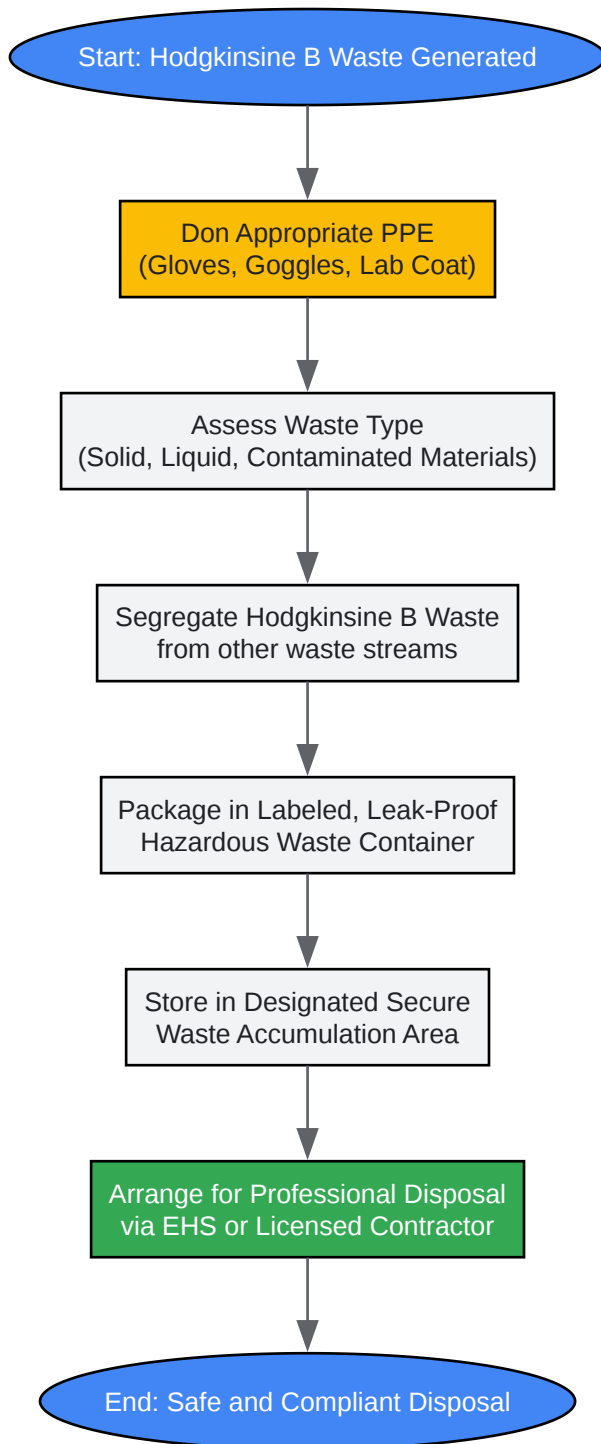 Start: Hodgkinsine B Waste Generated
Don Appropriate PPE
(Gloves, Goggles, Lab Coat)
Assess Waste Type
(Solid, Liquid, Contaminated Materials)
Segregate Hodgkinsine B Waste
from other waste streams
Package in Labeled, Leak-Proof
Hazardous Waste Container
Store in Designated Secure
Waste Accumulation Area
Arrange for Professional Disposal
via EHS or Licensed Contractor
End: Safe and Compliant Disposal